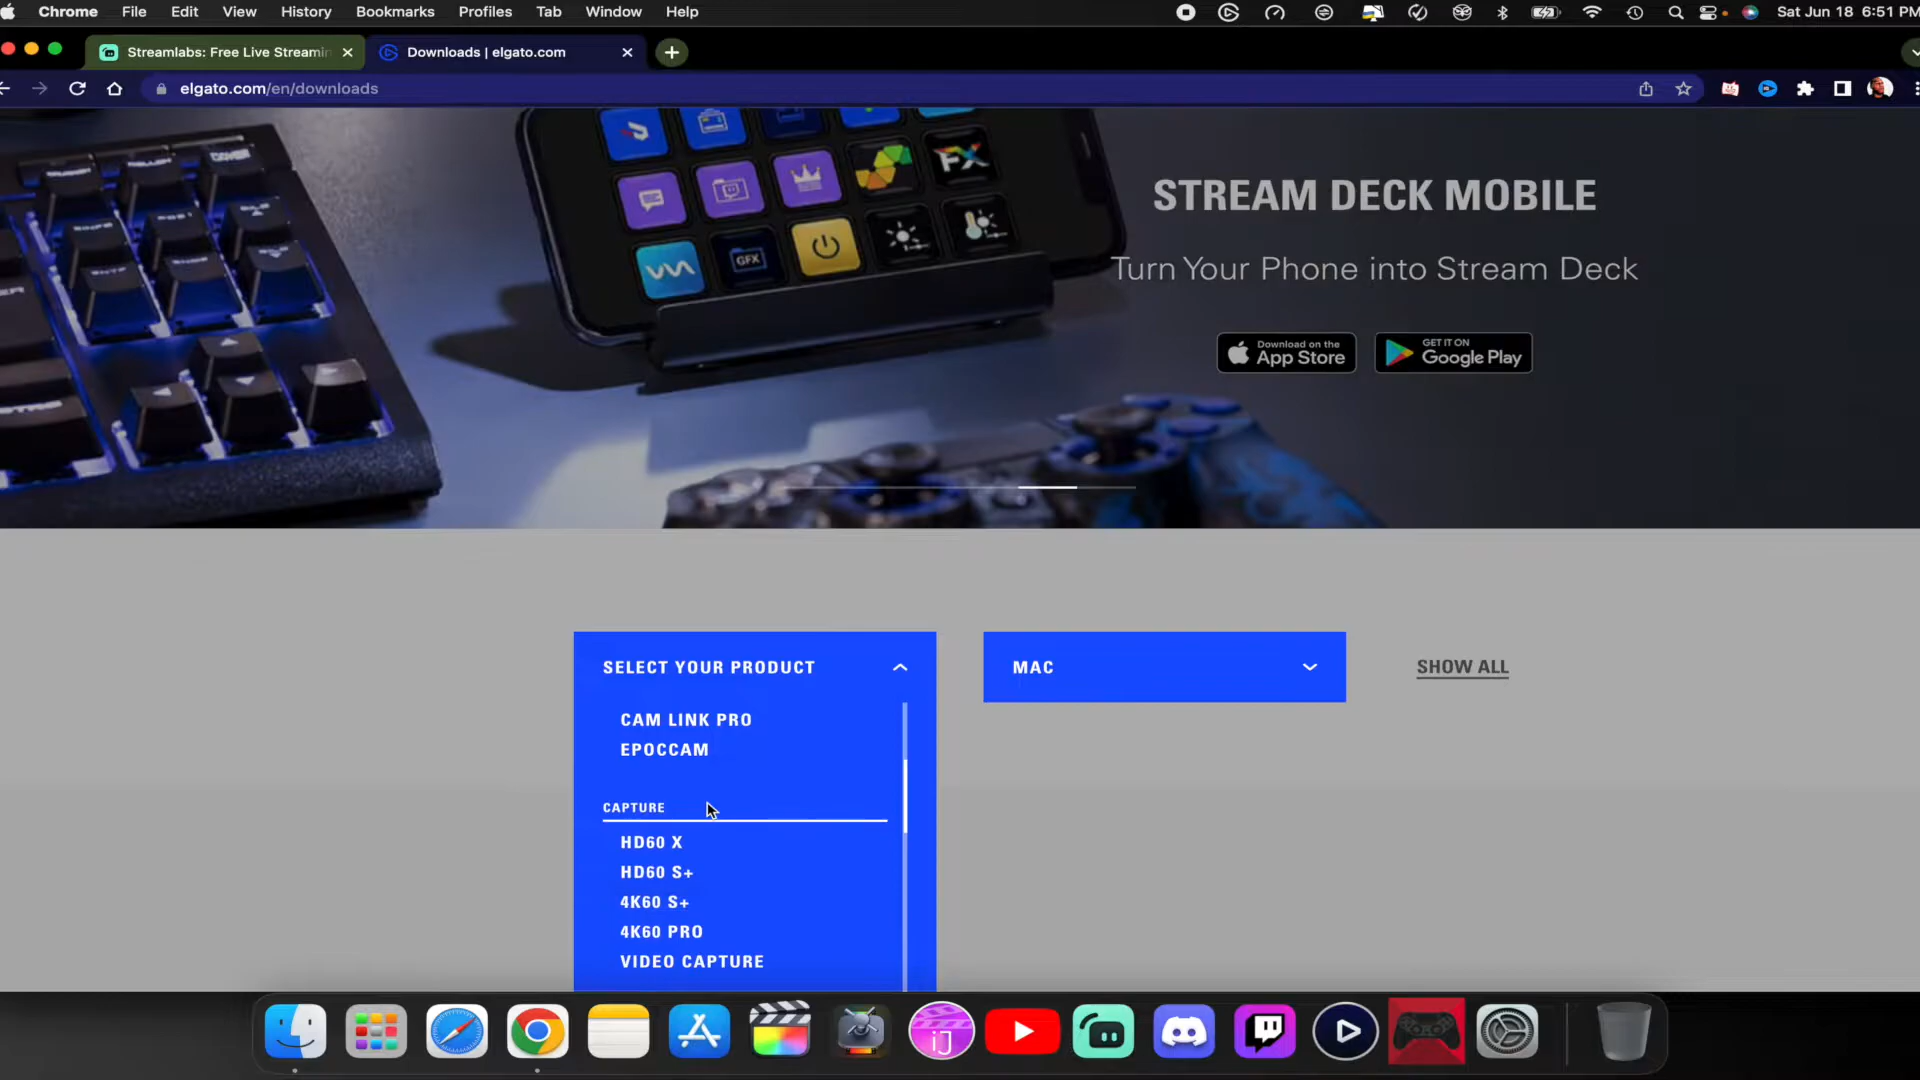 Chrome File Edit View History Bookmarks Profiles Tab Window Help Sat Jun 18 6:51 PM
Streamlabs: Free Live Streamin Downloads | elgato.com
elgato.com/en/downloads
STREAM DECK MOBILE
Turn Your Phone into Stream Deck
FX
GFX
Download on the
App Store
GET IT ON
Google Play
SELECT YOUR PRODUCT
MAC
SHOW ALL
CAM LINK PRO
EPOCCAM
CAPTURE
HD60 X
HD60 S+
4K60 S+
4K60 PRO
VIDEO CAPTURE
iJ